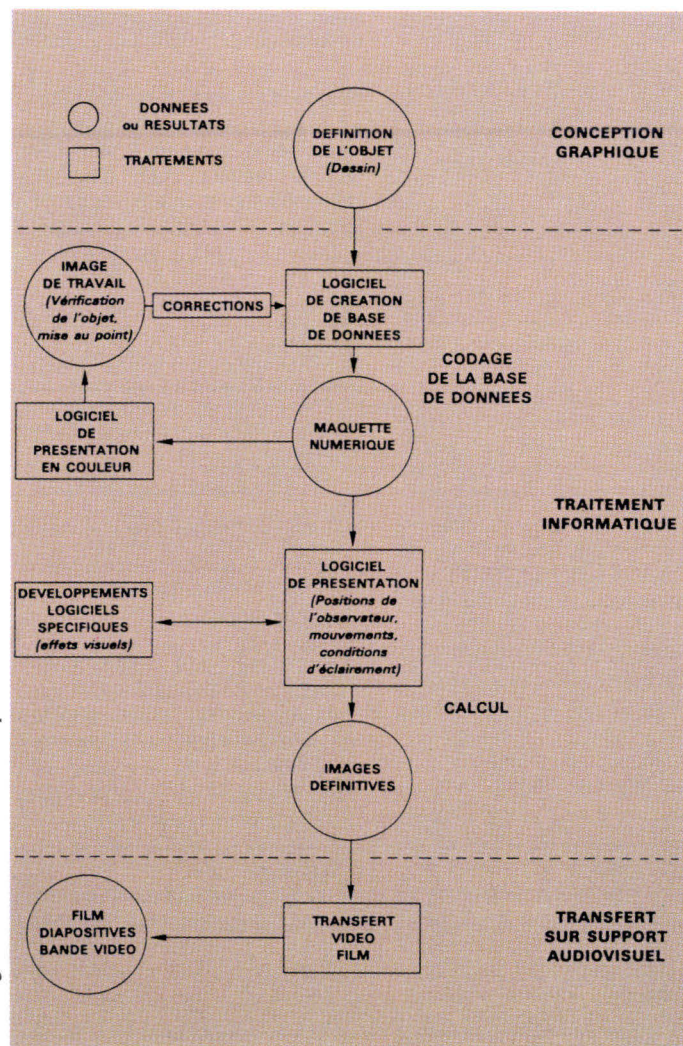 DONNEES
ou RESULTATS
TRAITEMENTS
DEFINITION
DE L'OBJET
(Dessin)
CONCEPTION
GRAPHIQUE
IMAGE
DE TRAVAIL
(Vérification
de l'objet,
mise au point)
CORRECTIONS
LOGICIEL
DE CREATION
DE BASE
DE DONNEES
CODAGE
DE LA BASE
DE DONNEES
LOGICIEL
DE
PRESENTATION
EN COULEUR
MAQUETTE
NUMERIQUE
TRAITEMENT
INFORMATIQUE
DEVELOPPEMENTS
LOGICIELS
SPECIFIQUES
(effets visuels)
LOGICIEL
DE PRESENTATION
(Positions de
l'observateur,
mouvements,
conditions
d'éclairement)
CALCUL
IMAGES
DEFINITIVES
FILM
DIAPOSITIVES
BANDE VIDEO
TRANSFERT
VIDEO
FILM
TRANSFERT
SUR SUPPORT
AUDIOVISUEL